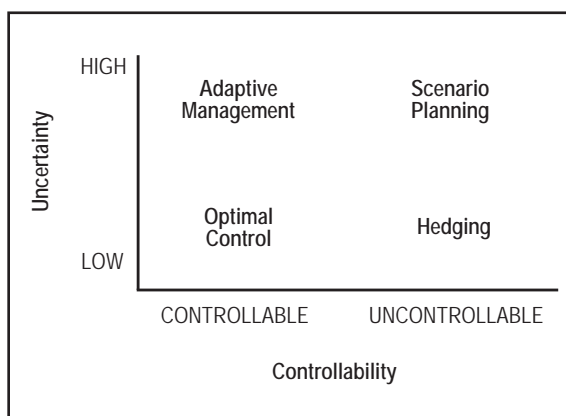 HIGH
Adaptive
Management
Scenario
Planning
Uncertainty
Optimal
Control
Hedging
LOW
CONTROLLABLE
UNCONTROLLABLE
Controllability